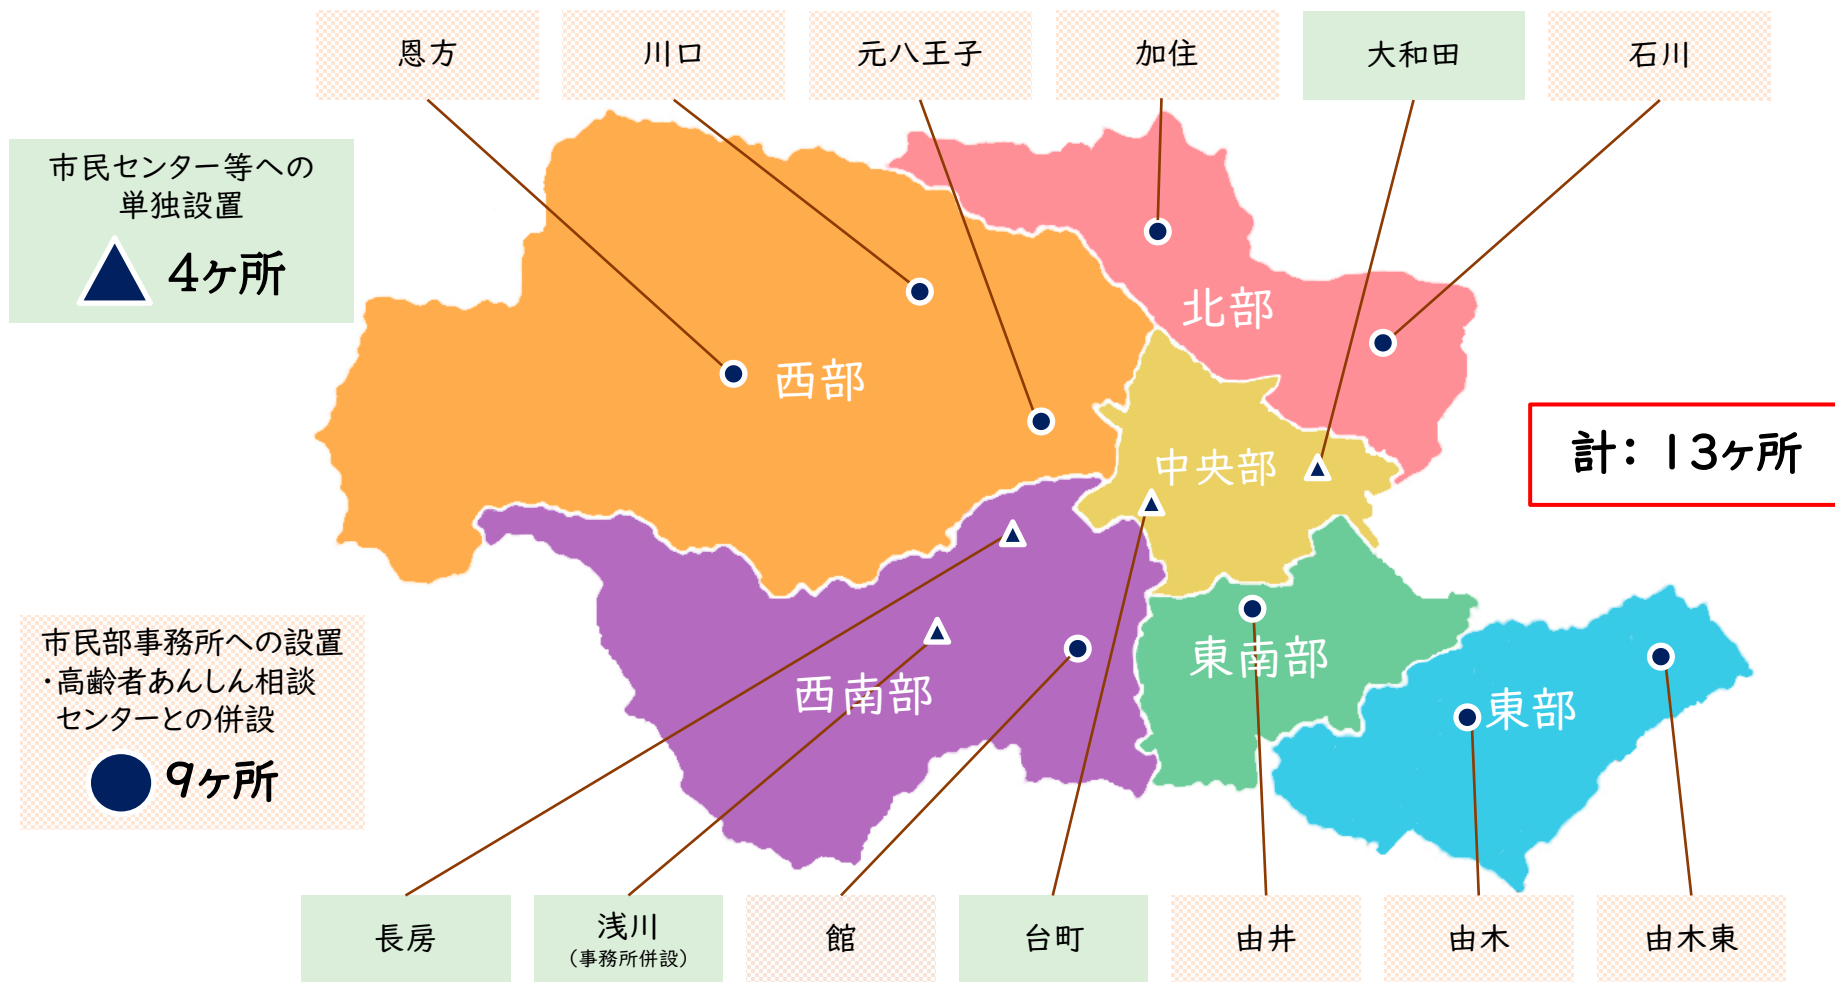 恩方
川口
元八王子
加住
大和田
石川
市民センター等への
単独設置
4ヶ所
北部
西部
中央部
計：13ヶ所
市民部事務所への設置
・高齢者あんしん相談
センターとの併設
9ヶ所
東南部
西南部
東部
長房
浅川
（事務所併設）
館
台町
由井
由木
由木東